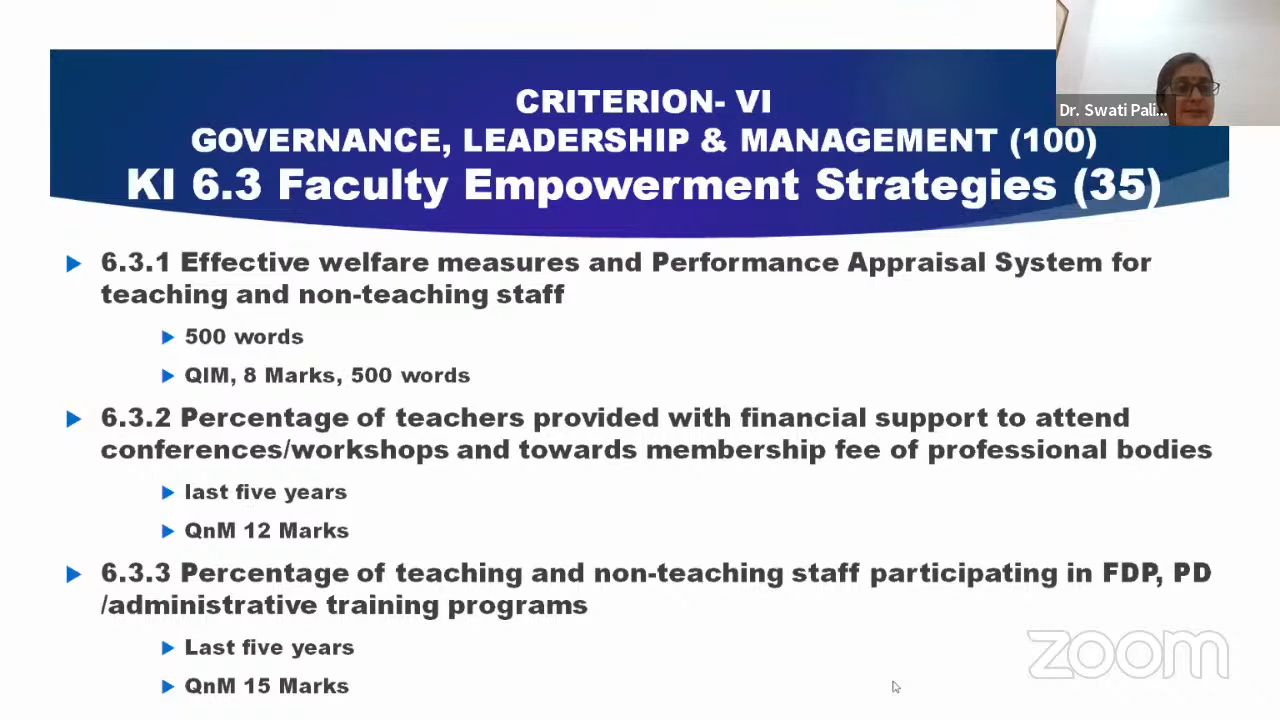 CRITERION- VI
GOVERNANCE, LEADERSHIP & MANAGEMENT (100)
KI 6.3 Faculty Empowerment Strategies (35)
Dr. Swati Pali...
6.3.1 Effective welfare measures and Performance Appraisal System for
teaching and non-teaching staff
500 words
QlM, 8 Marks, 500 words
6.3.2 Percentage of teachers provided with financial support to attend
conferences/workshops and towards membership fee of professional bodies
last five years
QnM 12 Marks
6.3.3 Percentage of teaching and non-teaching staff participating in FDP, PD
/administrative training programs
Last five years
QnM 15 Marks
zoom